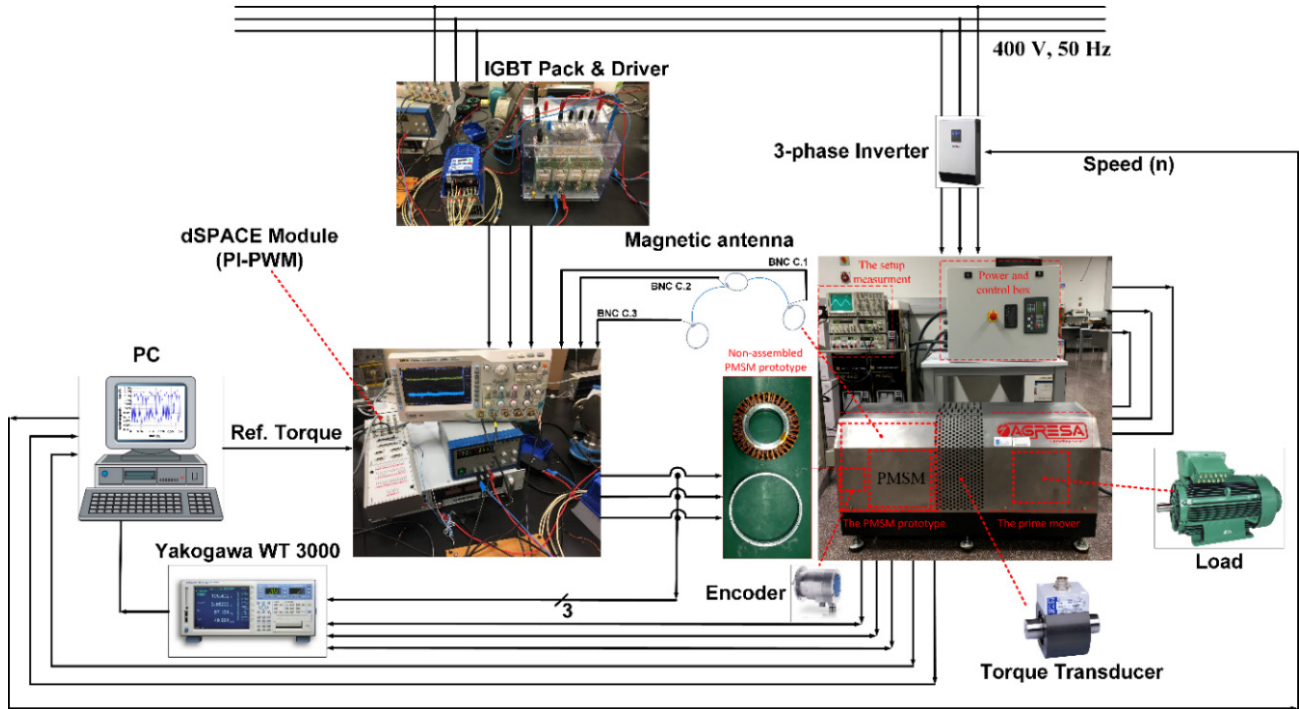 400 V, 50 Hz
IGBT Pack & Driver
3-phase Inverter
Speed (n)
dSPACE Module
(PI-PWM)
Magnetic antenna
BNC C.1
BNC C.2
BNC C.3
The setup
measurment
Power and
control box
Non-assembled
PMSM prototype
PC
Ref. Torque
AGRESA
PMSM
The PMSM prototype
The prime mover
Yakogawa WT 3000
3
Encoder
Load
Torque Transducer